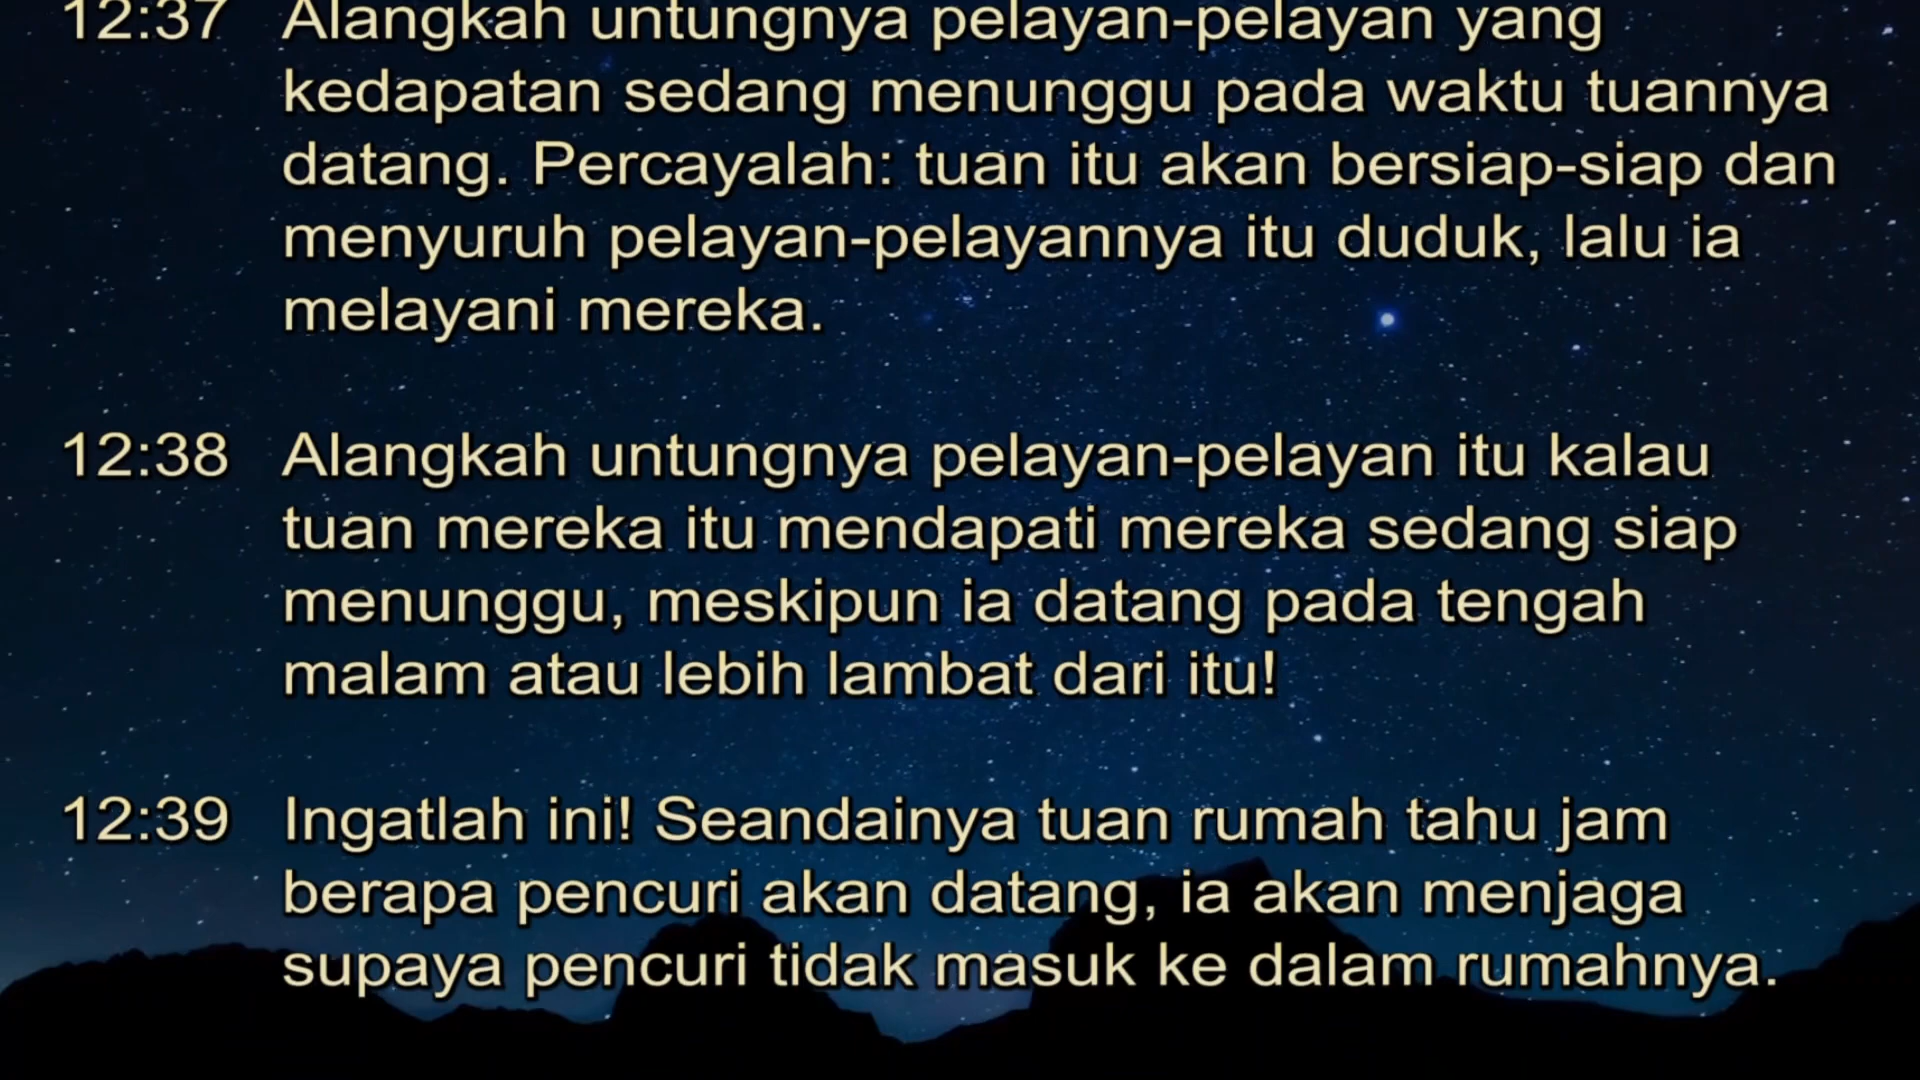 12:37 Alangkah untungnya pelayan-pelayan yang
kedapatan sedang menunggu pada waktu tuannya
datang. Percayalah: tuan itu akan bersiap-siap dan
menyuruh pelayan-pelayannya itu duduk, lalu ia
melayani mereka.
12:38 Alangkah untungnya pelayan-pelayan itu kalau
tuan mereka itu mendapati mereka sedang siap
menunggu, meskipun ia datang pada tengah
malam atau lebih lambat dari itu!
12:39 Ingatlah ini! Seandainya tuan rumah tahu jam
berapa pencuri akan datang, ia akan menjaga
supaya pencuri tidak masuk ke dalam rumahnya.